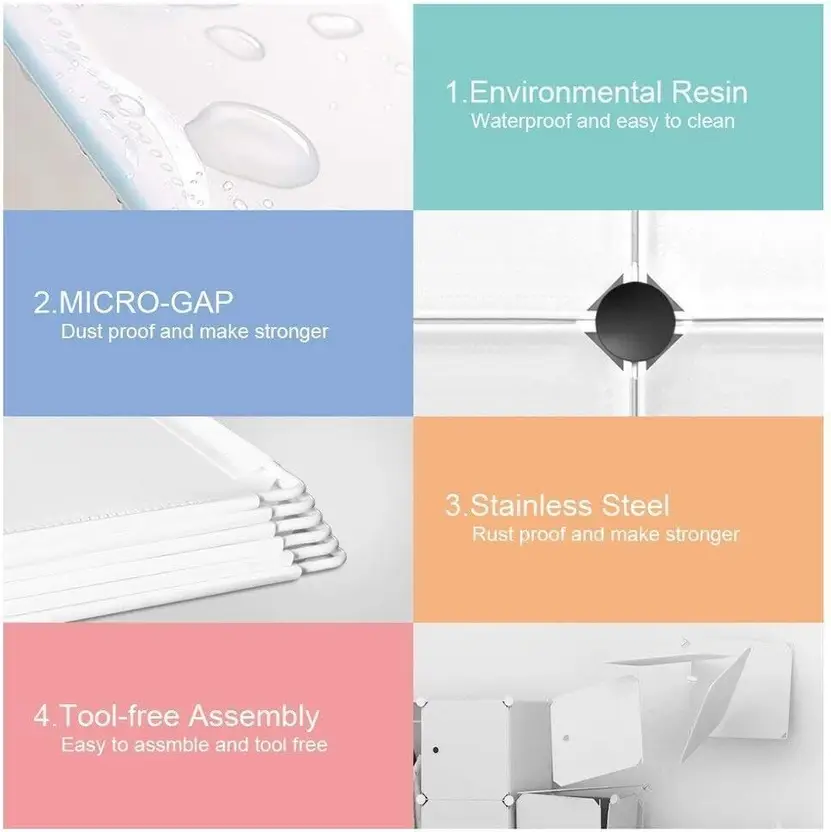 1.Environmental Resin
Waterproof and easy to clean
2.MICRO-GAP
Dust proof and make stronger
3.Stainless Steel
Rust proof and make stronger
4.Tool-free Assembly
Easy to assmble and tool free